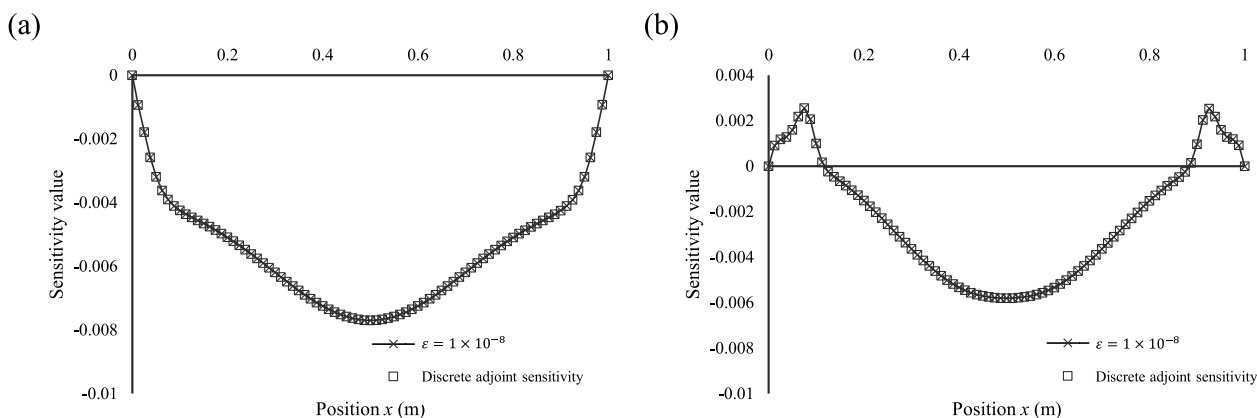 (a)
0 0.2 0.4 0.6 0.8 1
0
-0.002
-0.004
-0.006
-0.008
-0.01
Sensitivity value
ε = 1 × 10⁻⁸
Discrete adjoint sensitivity
Position x (m)
(b)
0 0.2 0.4 0.6 0.8 1
0.004
0.002
0
-0.002
-0.004
-0.006
-0.008
-0.01
Sensitivity value
ε = 1 × 10⁻⁸
Discrete adjoint sensitivity
Position x (m)